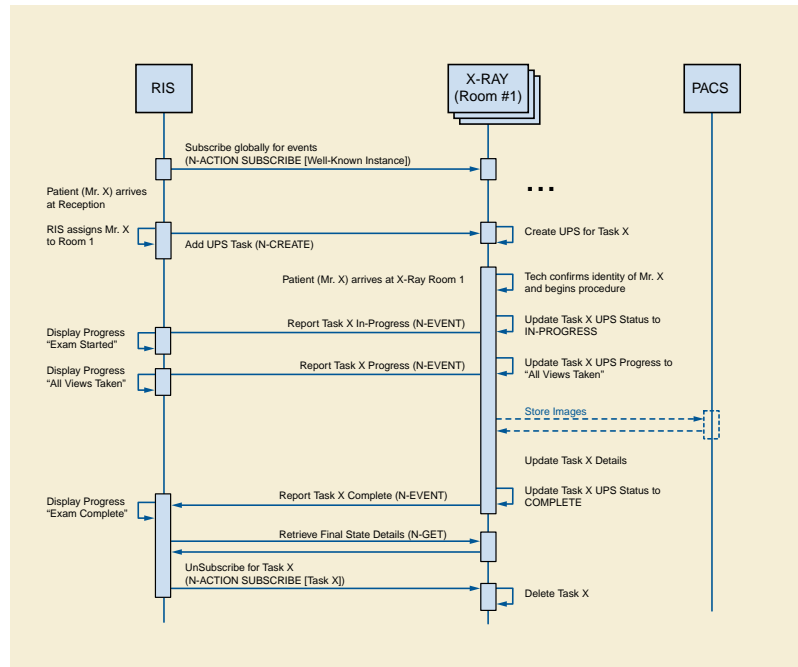 RIS
X-RAY
(Room #1)
PACS
Subscribe globally for events
(N-ACTION SUBSCRIBE [Well-Known Instance])
...
Patient (Mr. X) arrives
at Reception
RIS assigns Mr. X
to Room 1
Add UPS Task (N-CREATE)
Create UPS for Task X
Patient (Mr. X) arrives at X-Ray Room 1
Tech confirms identity of Mr. X
and begins procedure
Display Progress
“Exam Started”
Report Task X In-Progress (N-EVENT)
Update Task X UPS Status to
IN-PROGRESS
Display Progress
“All Views Taken”
Report Task X Progress (N-EVENT)
Update Task X UPS Progress to
“All Views Taken”
Store Images
Update Task X Details
Display Progress
“Exam Complete”
Report Task X Complete (N-EVENT)
Update Task X UPS Status to
COMPLETE
Retrieve Final State Details (N-GET)
UnSubscribe for Task X
(N-ACTION SUBSCRIBE [Task X])
Delete Task X